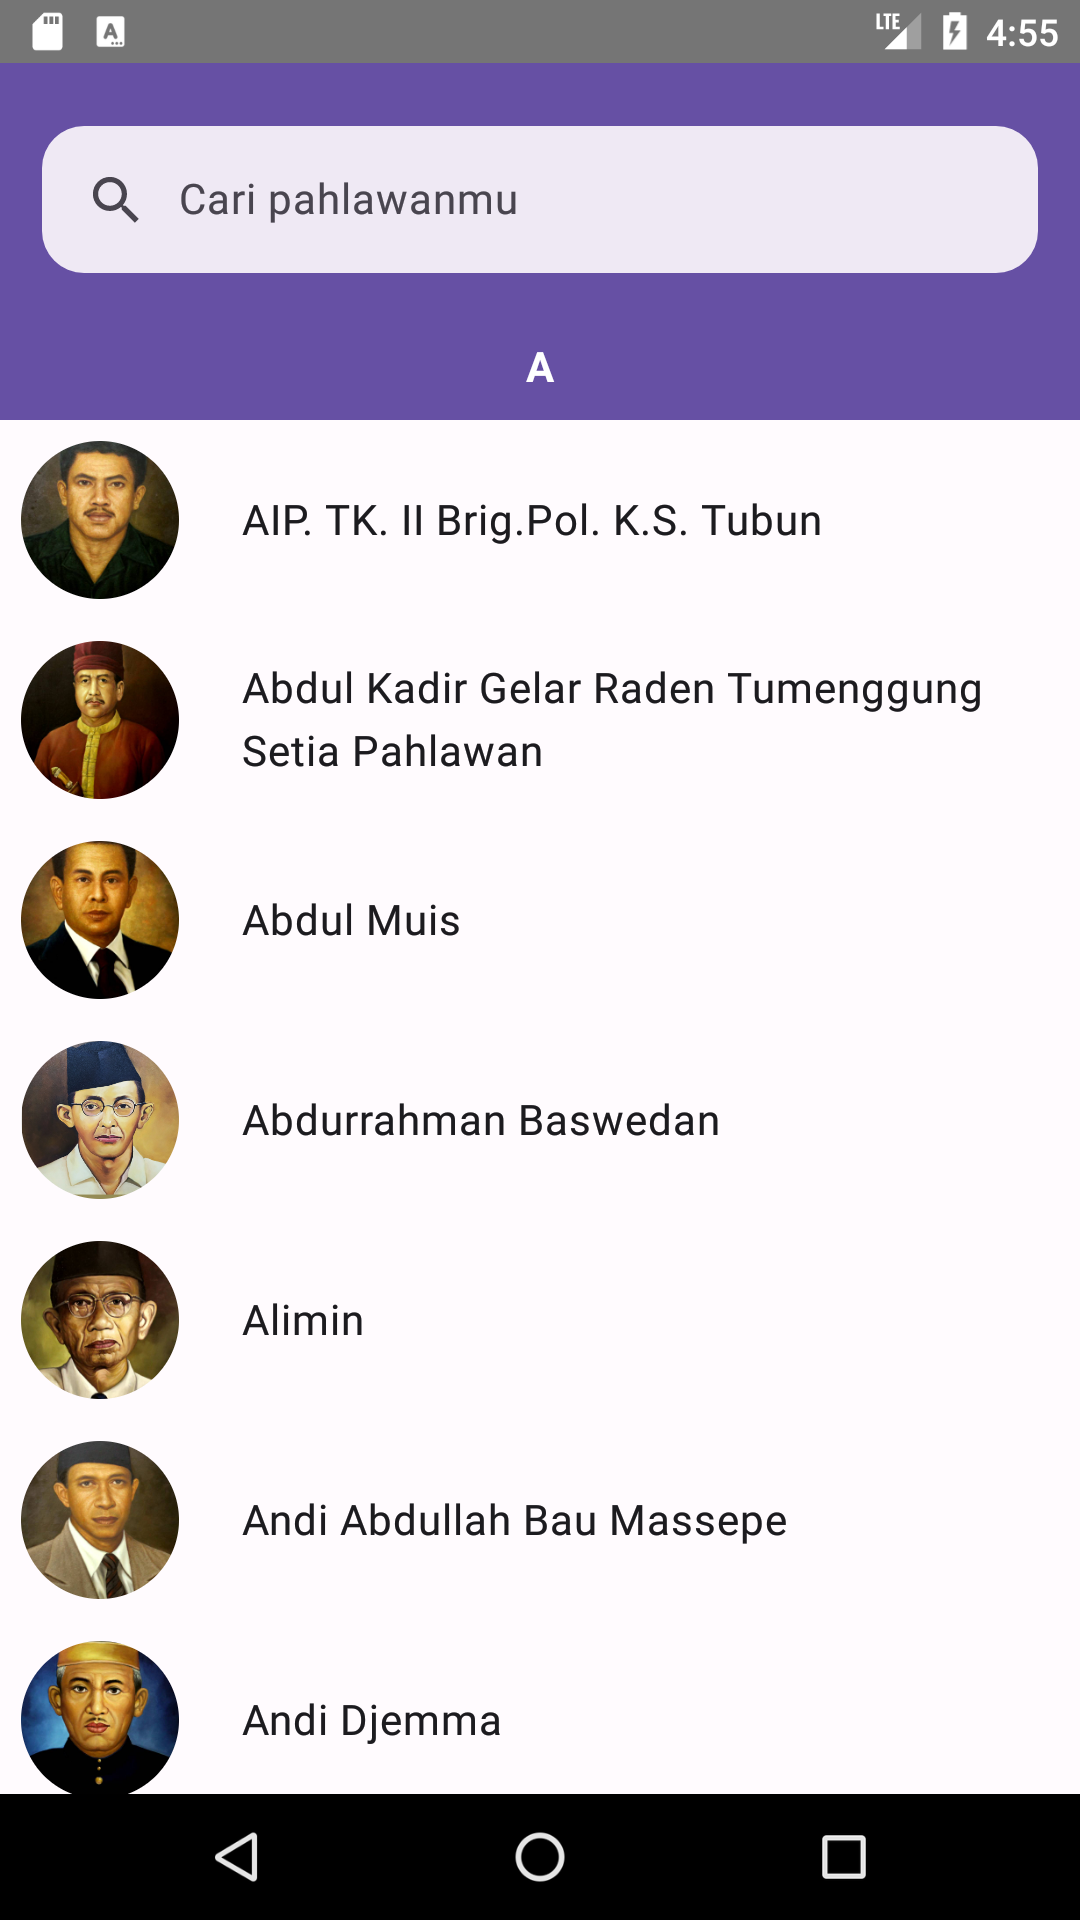 LTE 4:55
Cari pahlawanmu
A
AIP. TK. II Brig.Pol. K.S. Tubun
Abdul Kadir Gelar Raden Tumenggung
Setia Pahlawan
Abdul Muis
Abdurrahman Baswedan
Alimin
Andi Abdullah Bau Massepe
Andi Djemma